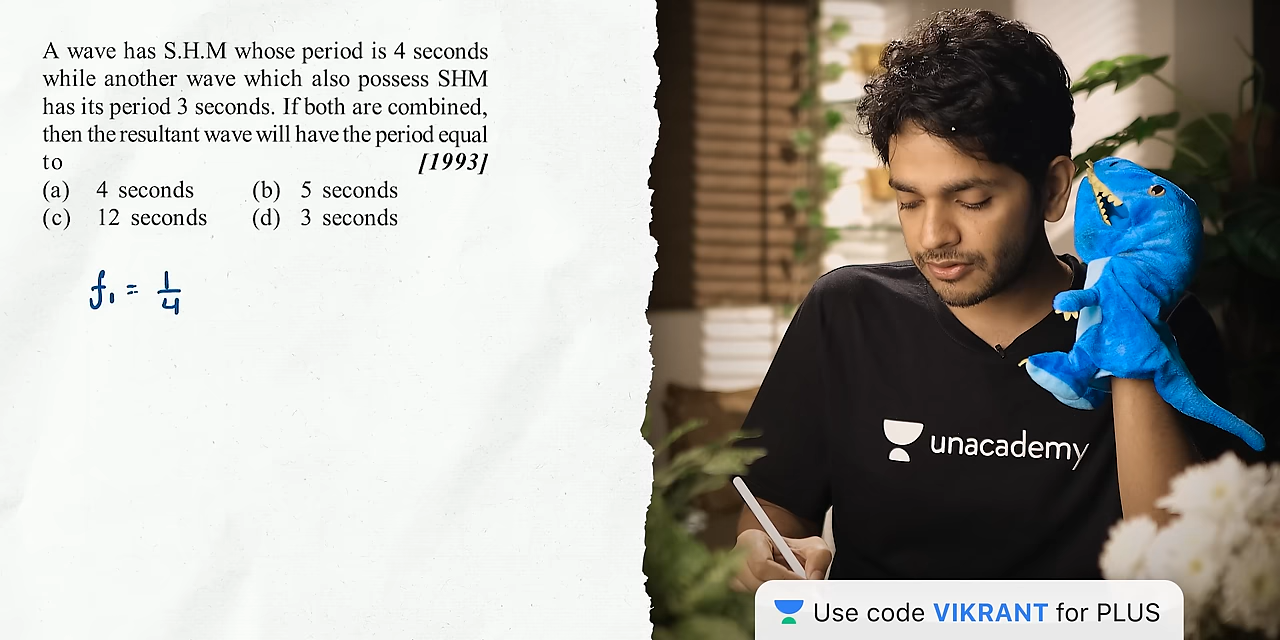 A wave has S.H.M whose period is 4 seconds
while another wave which also possess SHM
has its period 3 seconds. If both are combined,
then the resultant wave will have the period equal
to [1993]
(a) 4 seconds (b) 5 seconds
(c) 12 seconds (d) 3 seconds
f₁ = 1/4
unacademy
Use code VIKRANT for PLUS